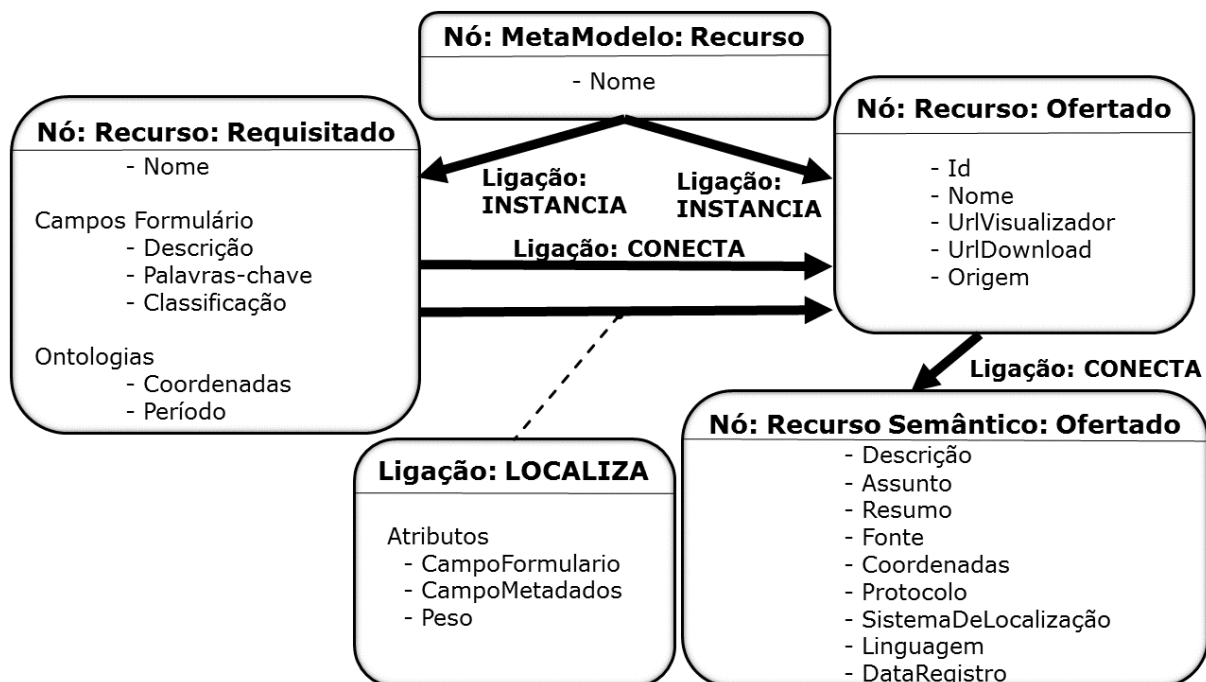 Nó: MetaModelo: Recurso
- Nome
Nó: Recurso: Requisitado
- Nome
Campos Formulário
- Descrição
- Palavras-chave
- Classificação
Ontologias
- Coordenadas
- Período
Ligação:
INSTANCIA
Ligação:
INSTANCIA
Ligação: CONECTA
Nó: Recurso: Ofertado
- Id
- Nome
- UrlVisualizador
- UrlDownload
- Origem
Ligação: CONECTA
Ligação: LOCALIZA
Atributos
- CampoFormulario
- CampoMetadados
- Peso
Nó: Recurso Semântico: Ofertado
- Descrição
- Assunto
- Resumo
- Fonte
- Coordenadas
- Protocolo
- SistemaDeLocalização
- Linguagem
- DataRegistro